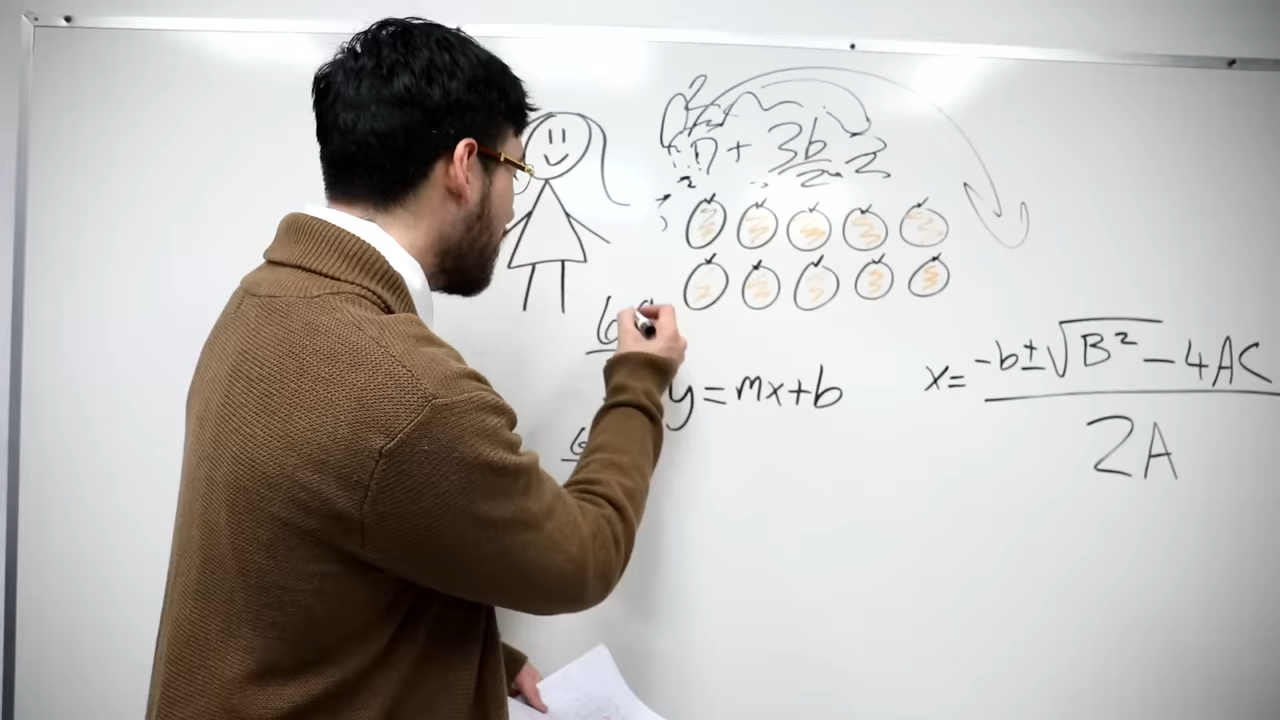 n + 3b
y = mx + b
x = -b ± √B² - 4AC
2A